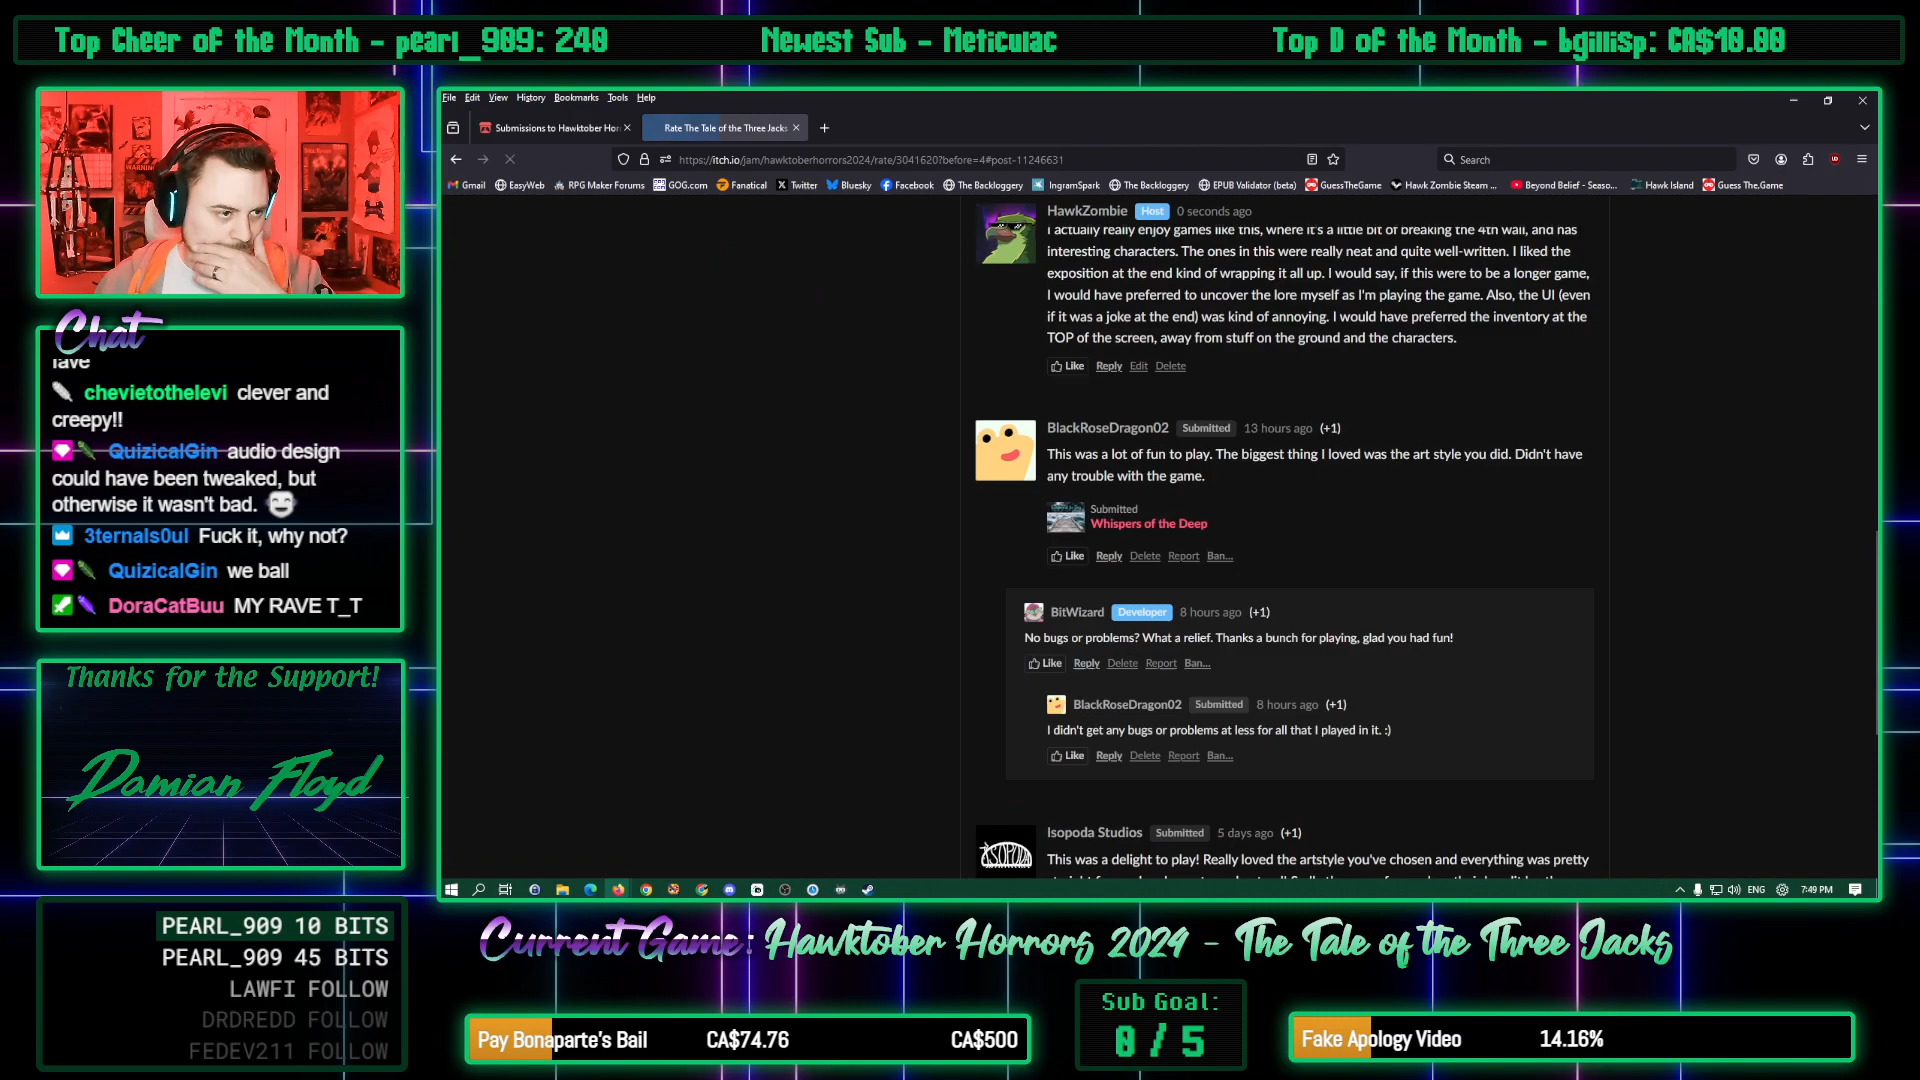 Top Cheer of the Month - pearl_909: 240
Newest Sub - Meticulac
Top D of the Month - bgillisp: CA$10.00
File Edit View History Bookmarks Tools Help
Submissions to Hawktober Horr
Rate The Tale of the Three Jacks
https://itch.io/jam/hawktoberhorrors2024/rate/3041620?before=4#post-11246631
Search
Gmail EasyWeb RPG Maker Forums GOG.com Fanatical Twitter Bluesky Facebook The Backloggery IngramSpark The Backloggery EPUB Validator (beta) GuessTheGame Hawk Zombie Steam ... Beyond Belief - Seaso... Hawk Island Guess The.Game
HawkZombie Host 0 seconds ago
I actually really enjoy games like this, where it's a little bit of breaking the 4th wall, and has
interesting characters. The ones in this were really neat and quite well-written. I liked the
exposition at the end kind of wrapping it all up. I would say, if this were to be a longer game,
I would have preferred to uncover the lore myself as I'm playing the game. Also, the UI (even
if it was a joke at the end) was kind of annoying. I would have preferred the inventory at the
TOP of the screen, away from stuff on the ground and the characters.
Like Reply Edit Delete
BlackRoseDragon02 Submitted 13 hours ago (+1)
This was a lot of fun to play. The biggest thing I loved was the art style you did. Didn't have
any trouble with the game.
Submitted
Whispers of the Deep
Like Reply Delete Report Ban...
BitWizard Developer 8 hours ago (+1)
No bugs or problems? What a relief. Thanks a bunch for playing, glad you had fun!
Like Reply Delete Report Ban...
BlackRoseDragon02 Submitted 8 hours ago (+1)
I didn't get any bugs or problems at less for all that I played in it. :)
Like Reply Delete Report Ban...
ISOPODA
Isopoda Studios Submitted 5 days ago (+1)
This was a delight to play! Really loved the artstyle you've chosen and everything was pretty
ENG 7:49 PM
Chat
fave
chevietothelevi clever and
creepy!!
QuizicalGin audio design
could have been tweaked, but
otherwise it wasn't bad.
3ternals0ul Fuck it, why not?
QuizicalGin we ball
DoraCatBuu MY RAVE T_T
Thanks for the Support!
Damian Floyd
PEARL_909 10 BITS
PEARL_909 45 BITS
LAWFI FOLLOW
DRDREDD FOLLOW
FEDEV211 FOLLOW
Current Game: Hawktober Horrors 2024 - The Tale of the Three Jacks
Pay Bonaparte's Bail CA$74.76 CA$500
Sub Goal:
0 / 5
Fake Apology Video 14.16%